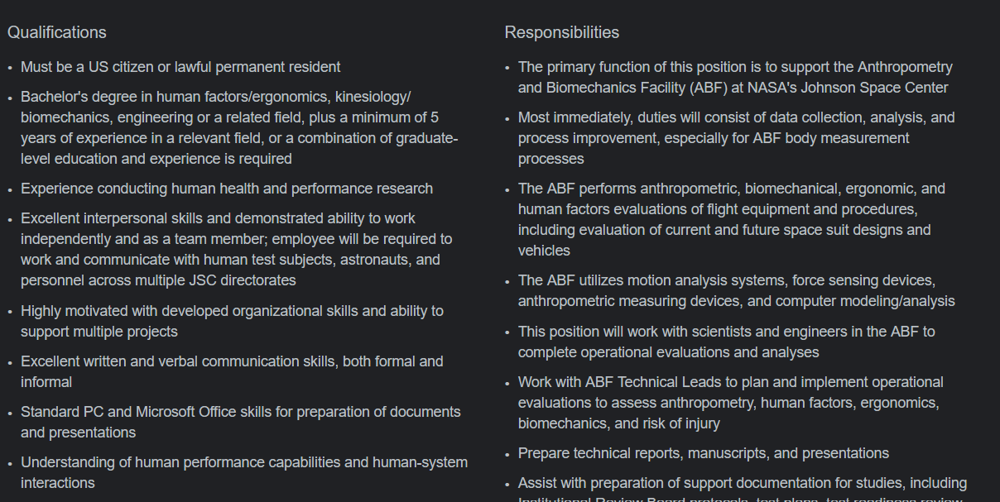 Qualifications
• Must be a US citizen or lawful permanent resident
• Bachelor's degree in human factors/ergonomics, kinesiology/
biomechanics, engineering or a related field, plus a minimum of 5
years of experience in a relevant field, or a combination of graduate-
level education and experience is required
• Experience conducting human health and performance research
• Excellent interpersonal skills and demonstrated ability to work
independently and as a team member; employee will be required to
work and communicate with human test subjects, astronauts, and
personnel across multiple JSC directorates
• Highly motivated with developed organizational skills and ability to
support multiple projects
• Excellent written and verbal communication skills, both formal and
informal
• Standard PC and Microsoft Office skills for preparation of documents
and presentations
• Understanding of human performance capabilities and human-system
interactions
Responsibilities
• The primary function of this position is to support the Anthropometry
and Biomechanics Facility (ABF) at NASA's Johnson Space Center
• Most immediately, duties will consist of data collection, analysis, and
process improvement, especially for ABF body measurement
processes
• The ABF performs anthropometric, biomechanical, ergonomic, and
human factors evaluations of flight equipment and procedures,
including evaluation of current and future space suit designs and
vehicles
• The ABF utilizes motion analysis systems, force sensing devices,
anthropometric measuring devices, and computer modeling/analysis
• This position will work with scientists and engineers in the ABF to
complete operational evaluations and analyses
• Work with ABF Technical Leads to plan and implement operational
evaluations to assess anthropometry, human factors, ergonomics,
biomechanics, and risk of injury
• Prepare technical reports, manuscripts, and presentations
• Assist with preparation of support documentation for studies, including
Institutional Review Board protocols, test plans, test readiness review